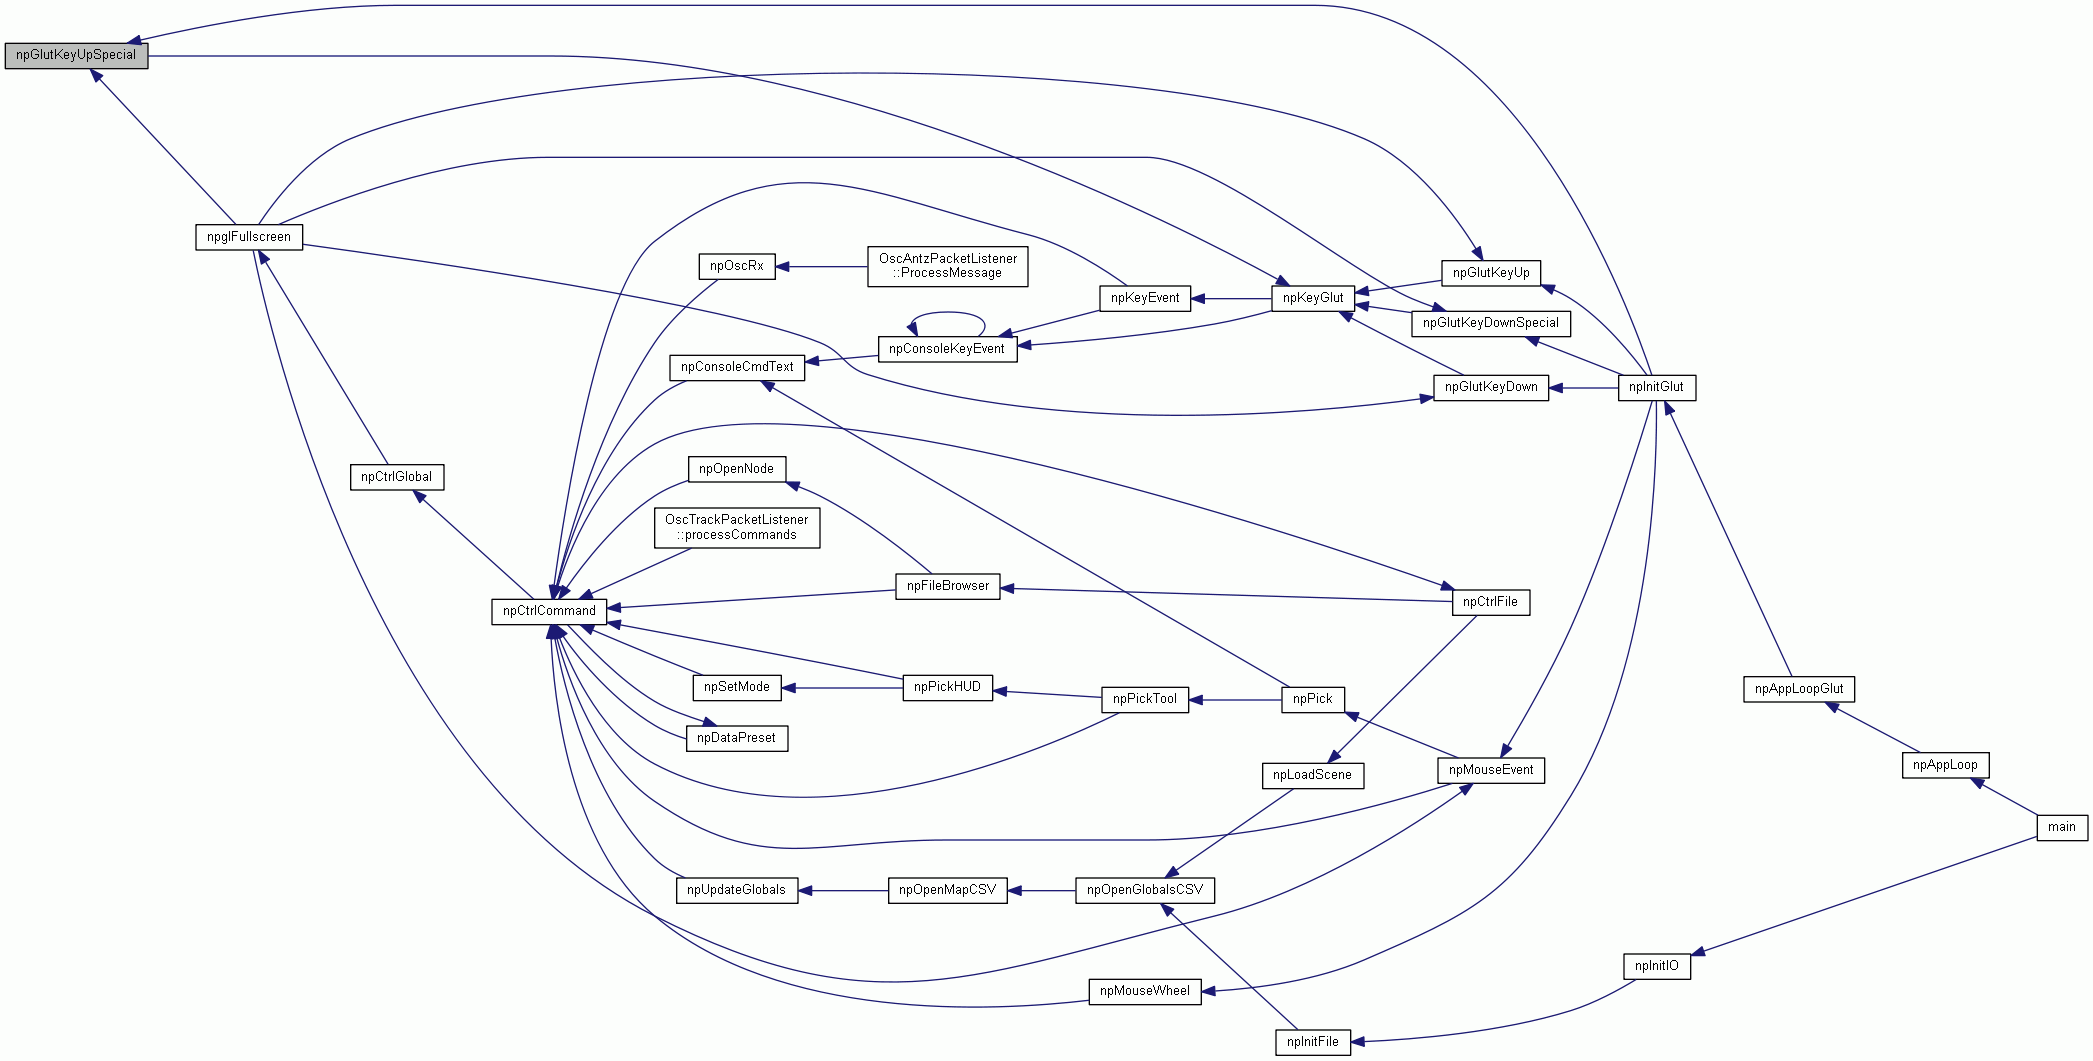 npGlutKeyUpSpecial
npglFullscreen
npOscRx
OscAntzPacketListener
::ProcessMessage
npKeyEvent
npKeyGlut
npGlutKeyUp
npGlutKeyDownSpecial
npConsoleKeyEvent
npConsoleCmdText
npGlutKeyDown
npInitGlut
npCtrlGlobal
npOpenNode
OscTrackPacketListener
::processCommands
npFileBrowser
npCtrlFile
npCtrlCommand
npSetMode
npPickHUD
npPickTool
npPick
npAppLoopGlut
npDataPreset
npLoadScene
npMouseEvent
npAppLoop
main
npUpdateGlobals
npOpenMapCSV
npOpenGlobalsCSV
npInitIO
npMouseWheel
npInitFile